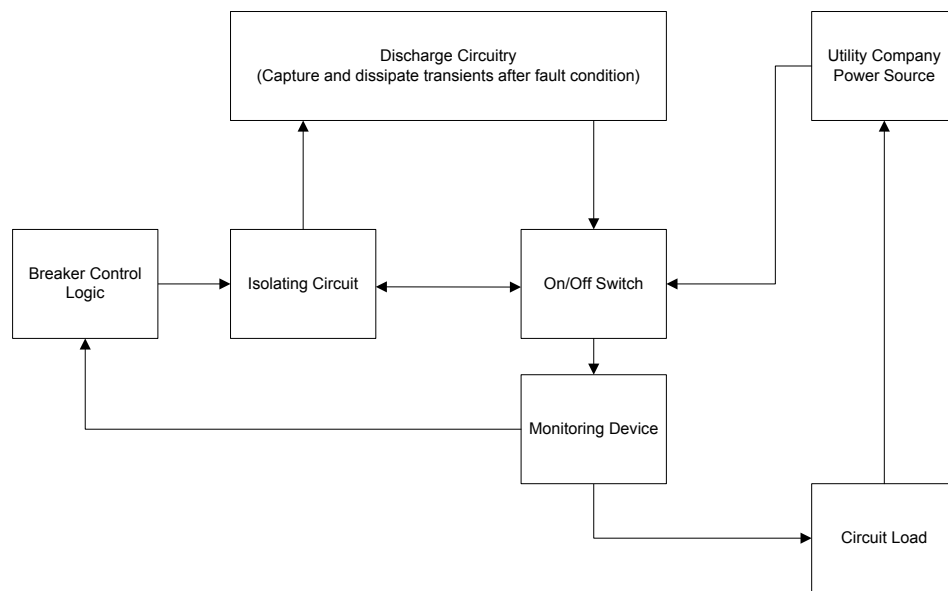 Discharge Circuitry
(Capture and dissipate transients after fault condition)
Utility Company
Power Source
Breaker Control
Logic
Isolating Circuit
On/Off Switch
Monitoring Device
Circuit Load